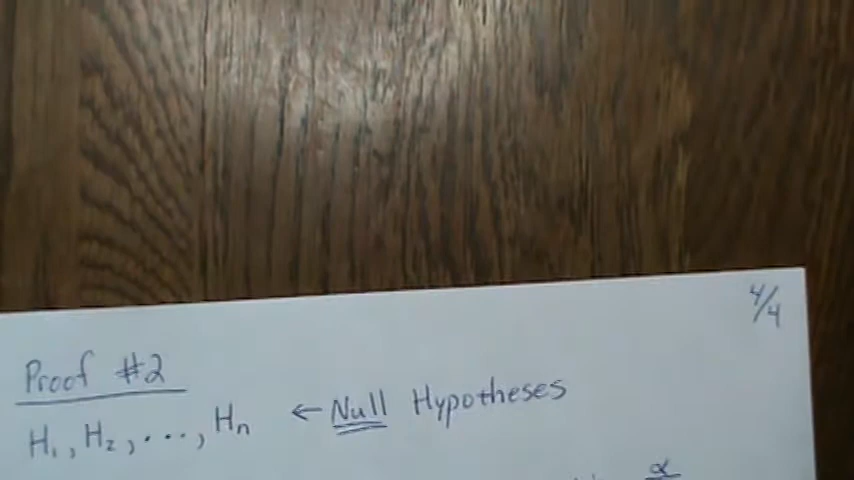 4/4
Proof #2
H₁, H₂, ..., Hₙ ← Null Hypotheses
α